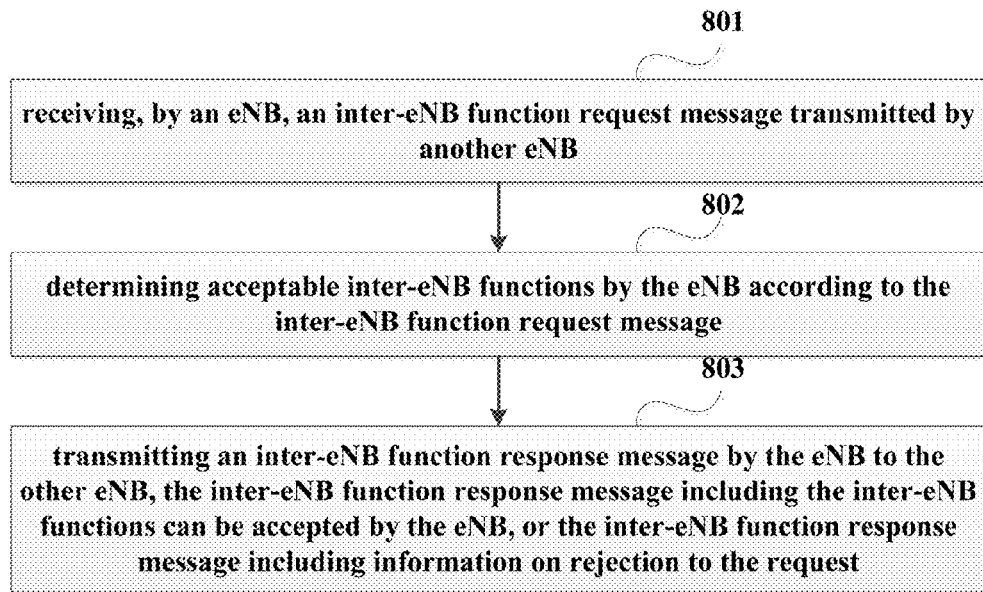 801
receiving, by an eNB, an inter-eNB function request message transmitted by
another eNB
802
determining acceptable inter-eNB functions by the eNB according to the
inter-eNB function request message
803
transmitting an inter-eNB function response message by the eNB to the
other eNB, the inter-eNB function response message including the inter-eNB
functions can be accepted by the eNB, or the inter-eNB function response
message including information on rejection to the request